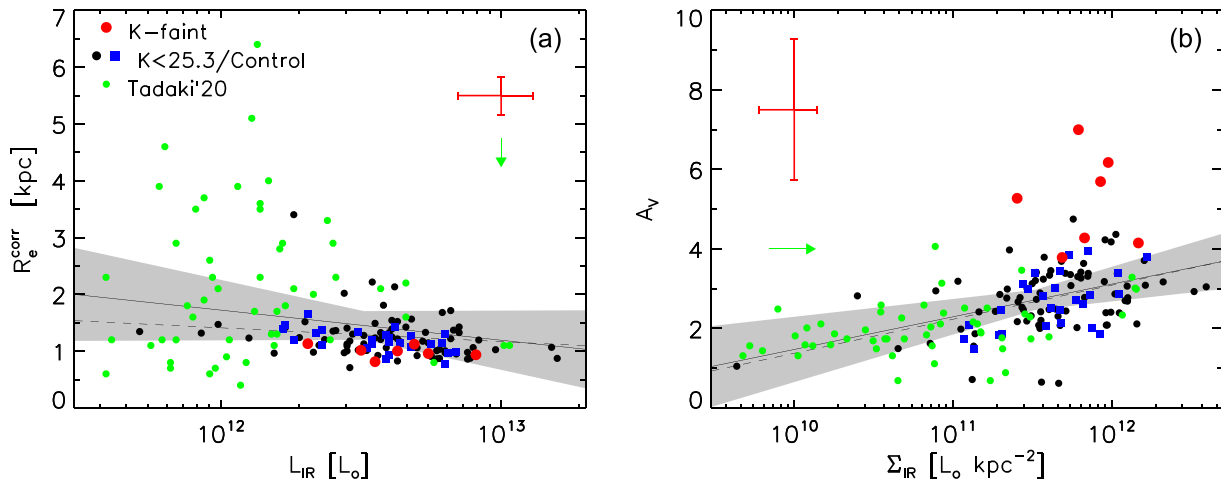 (a)
K-faint
K<25.3/Control
Tadaki'20
R_e^corr [kpc]
7
6
5
4
3
2
1
0
10^12
10^13
L_IR [L_o]
(b)
A_V
10
8
6
4
2
0
10^10
10^11
10^12
Σ_IR [L_o kpc^-2]